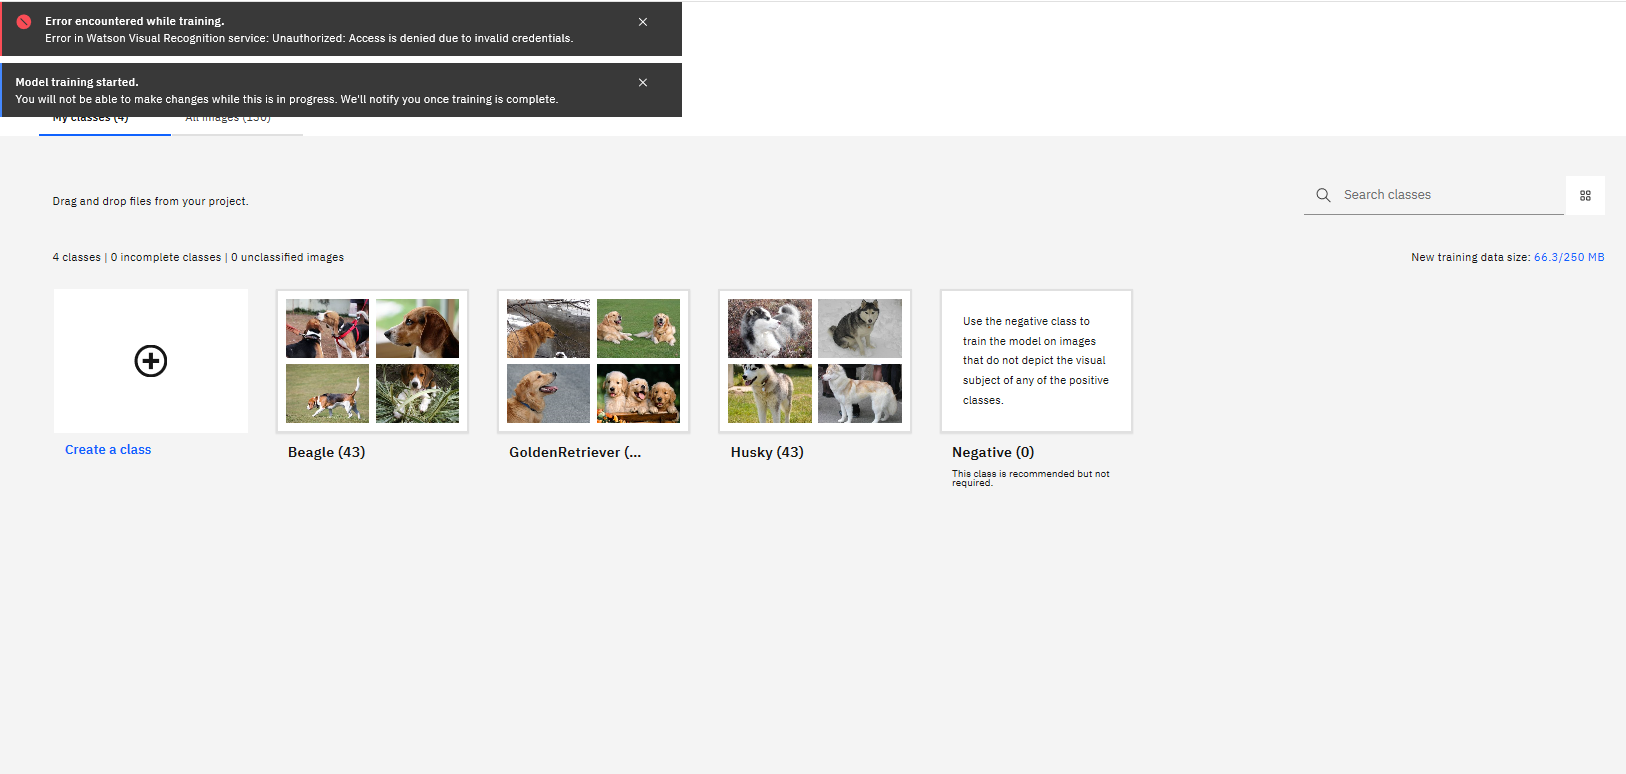 Error encountered while training.
Error in Watson Visual Recognition service: Unauthorized: Access is denied due to invalid credentials.
Model training started.
You will not be able to make changes while this is in progress. We'll notify you once training is complete.
My classes (4)
All images (130)
Drag and drop files from your project.
Search classes
4 classes | 0 incomplete classes | 0 unclassified images
New training data size: 66.3/250 MB
Use the negative class to
train the model on images
that do not depict the visual
subject of any of the positive
classes.
Create a class
Beagle (43)
GoldenRetriever (...
Husky (43)
Negative (0)
This class is recommended but not
required.